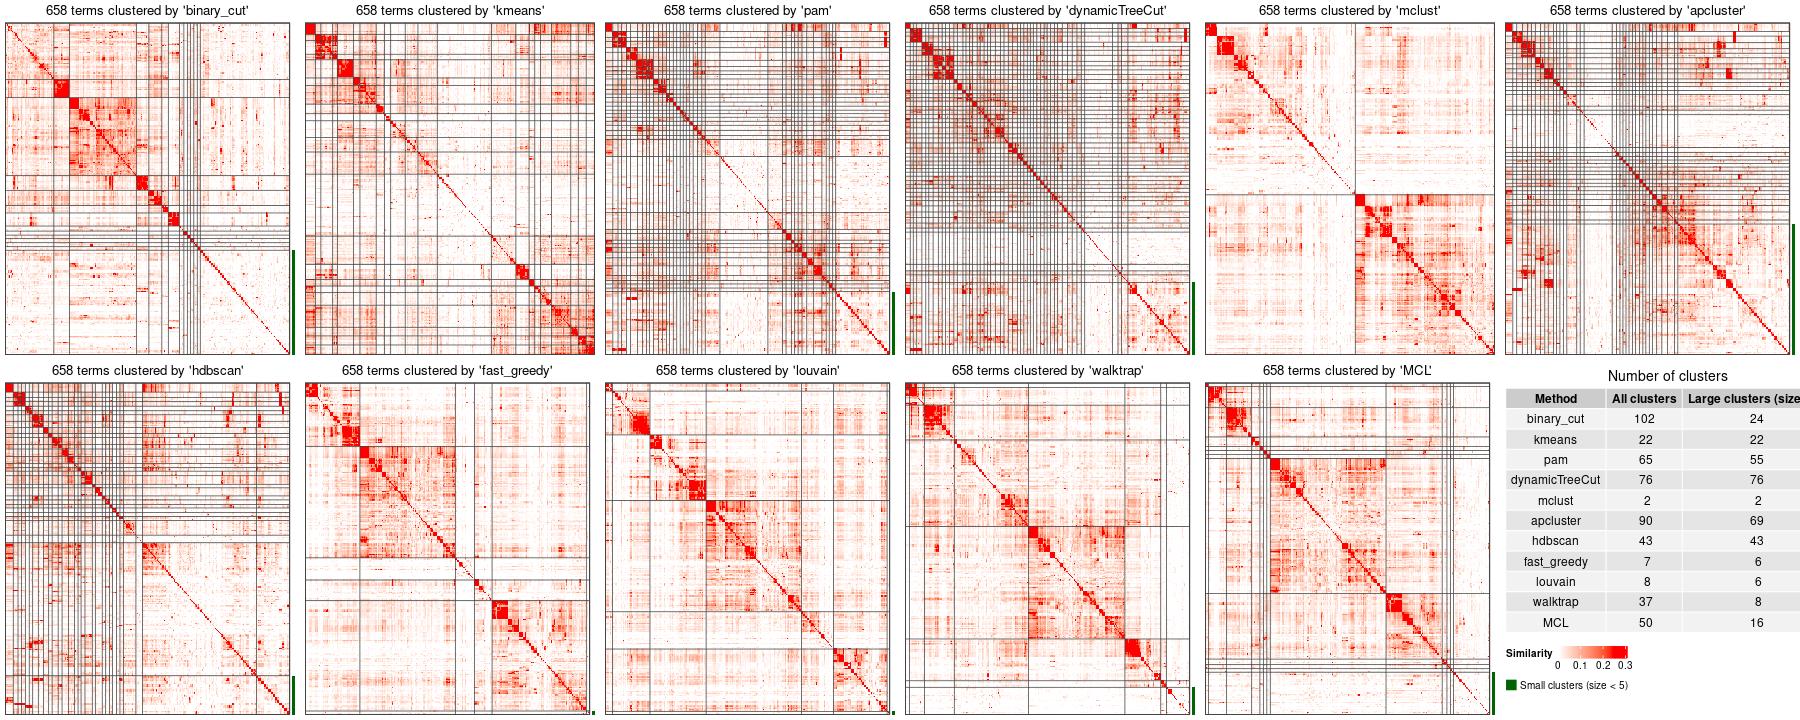 658 terms clustered by 'binary_cut'
658 terms clustered by 'kmeans'
658 terms clustered by 'pam'
658 terms clustered by 'dynamicTreeCut'
658 terms clustered by 'mclust'
658 terms clustered by 'apcluster'
658 terms clustered by 'hdbscan'
658 terms clustered by 'fast_greedy'
658 terms clustered by 'louvain'
658 terms clustered by 'walktrap'
658 terms clustered by 'MCL'
Number of clusters
Method All clusters Large clusters (size
binary_cut 102 24
kmeans 22 22
pam 65 55
dynamicTreeCut 76 76
mclust 2 2
apcluster 90 69
hdbscan 43 43
fast_greedy 7 6
louvain 8 6
walktrap 37 8
MCL 50 16
Similarity
0 0.1 0.2 0.3
Small clusters (size < 5)